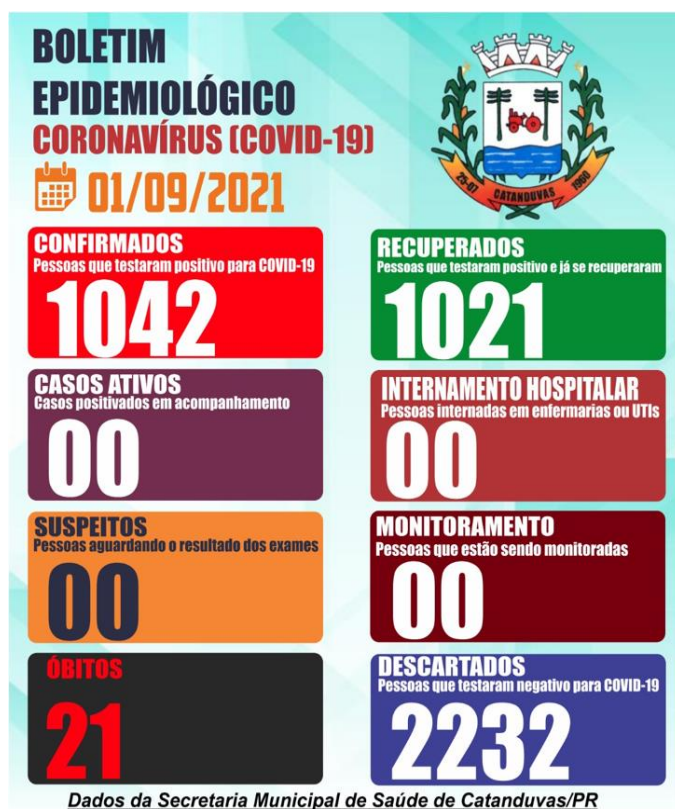 BOLETIM
EPIDEMIOLÓGICO
CORONAVÍRUS (COVID-19)
01/09/2021
25-07 CATANDUVAS 1960
CONFIRMADOS
Pessoas que testaram positivo para COVID-19
1042
RECUPERADOS
Pessoas que testaram positivo e já se recuperaram
1021
CASOS ATIVOS
Casos positivados em acompanhamento
00
INTERNAMENTO HOSPITALAR
Pessoas internadas em enfermarias ou UTIs
00
SUSPEITOS
Pessoas aguardando o resultado dos exames
00
MONITORAMENTO
Pessoas que estão sendo monitoradas
00
ÓBITOS
21
DESCARTADOS
Pessoas que testaram negativo para COVID-19
2232
Dados da Secretaria Municipal de Saúde de Catanduvas/PR